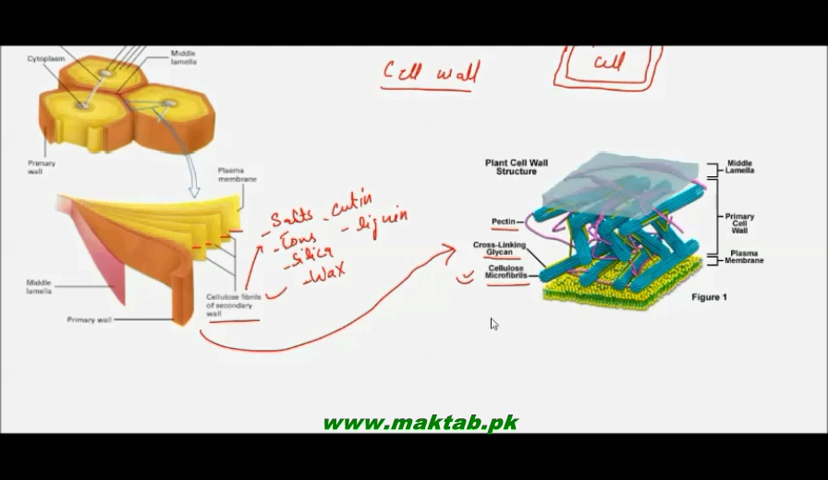 Cytoplasm
Middle
lamella
Cell wall
cell
Primary
wall
Plasma
membrane
- Salts
- Cutin
- Ions
- liguin
- Silica
- Wax
Middle
lamella
Primary wall
Cellulose fibrils
of secondary
wall
Plant Cell Wall
Structure
Middle
Lamella
Pectin
Primary
Cell
Wall
Cross-Linking
Glycan
Plasma
Membrane
Cellulose
Microfibrils
Figure 1
www.maktab.pk